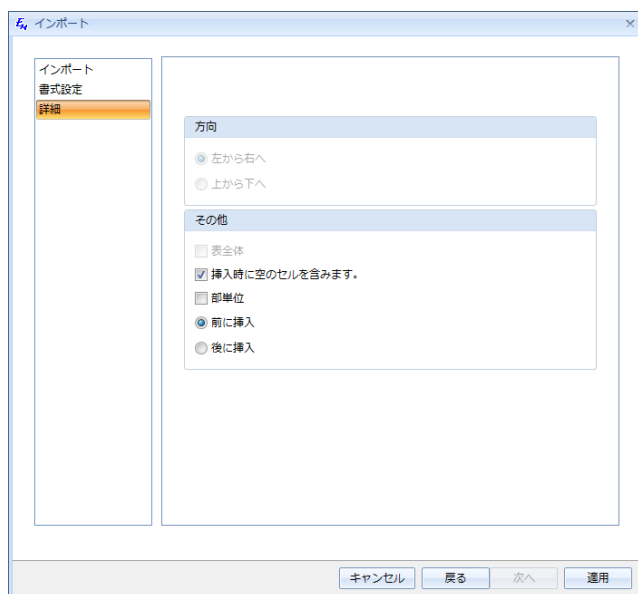 インポート
インポート
書式設定
詳細
方向
左から右へ
上から下へ
その他
表全体
挿入時に空のセルを含みます。
部単位
前に挿入
後に挿入
キャンセル 戻る 次へ 適用